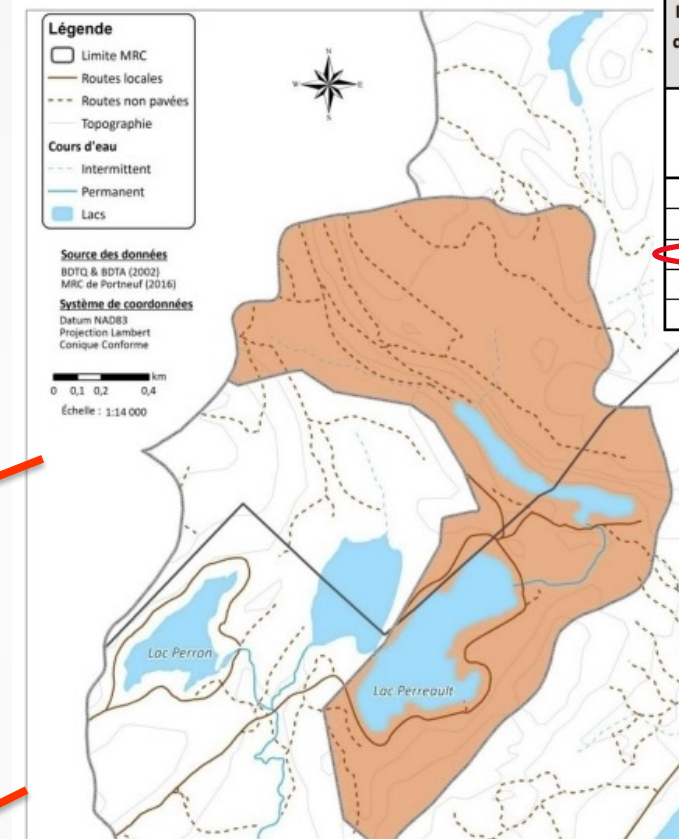 Légende
Limite MRC
Routes locales
Routes non pavées
Topographie
Cours d'eau
Intermittent
Permanent
Lacs
N
W E
S
Source des données
BDTQ & BDTA (2002)
MRC de Portneuf (2016)
Système de coordonnées
Datum NAD83
Projection Lambert
Conique Conforme
km
0 0,1 0,2 0,4
Échelle : 1:14 000
Lac Perron
Lac Perreault